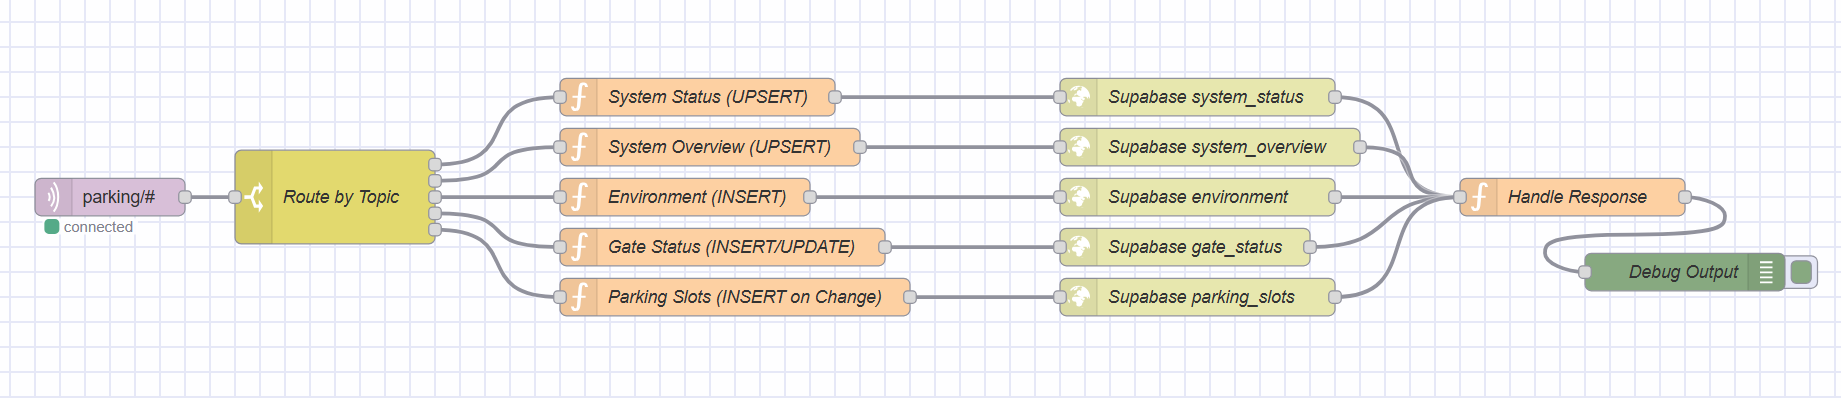 parking/#
connected
Route by Topic
System Status (UPSERT)
System Overview (UPSERT)
Environment (INSERT)
Gate Status (INSERT/UPDATE)
Parking Slots (INSERT on Change)
Supabase system_status
Supabase system_overview
Supabase environment
Supabase gate_status
Supabase parking_slots
Handle Response
Debug Output